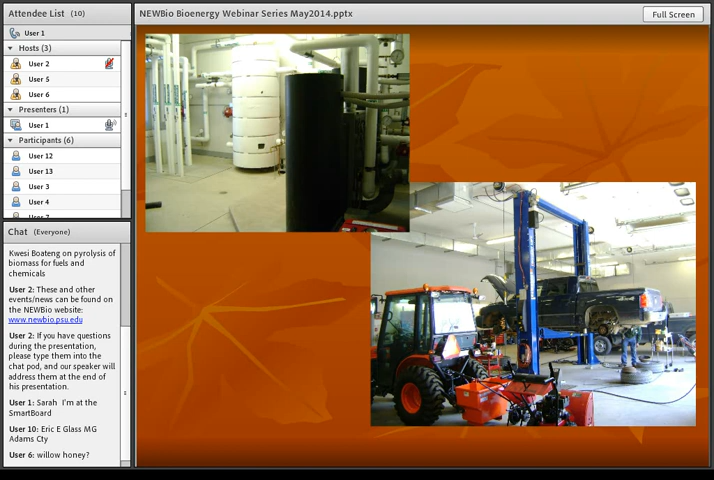 Attendee List (10)
User 1
Hosts (3)
User 2
User 5
User 6
Presenters (1)
User 1
Participants (6)
User 12
User 13
User 3
User 4
User 7
Chat (Everyone)
Kwesi Boateng on pyrolysis of
biomass for fuels and
chemicals
User 2: These and other
events/news can be found on
the NEWBio website:
www.newbio.psu.edu
User 2: If you have questions
during the presentation,
please type them into the
chat pod, and our speaker will
address them at the end of
his presentation.
User 1: Sarah I'm at the
SmartBoard
User 10: Eric E Glass MG
Adams Cty
User 6: willow honey?
NEWBio Bioenergy Webinar Series May2014.pptx
Full Screen